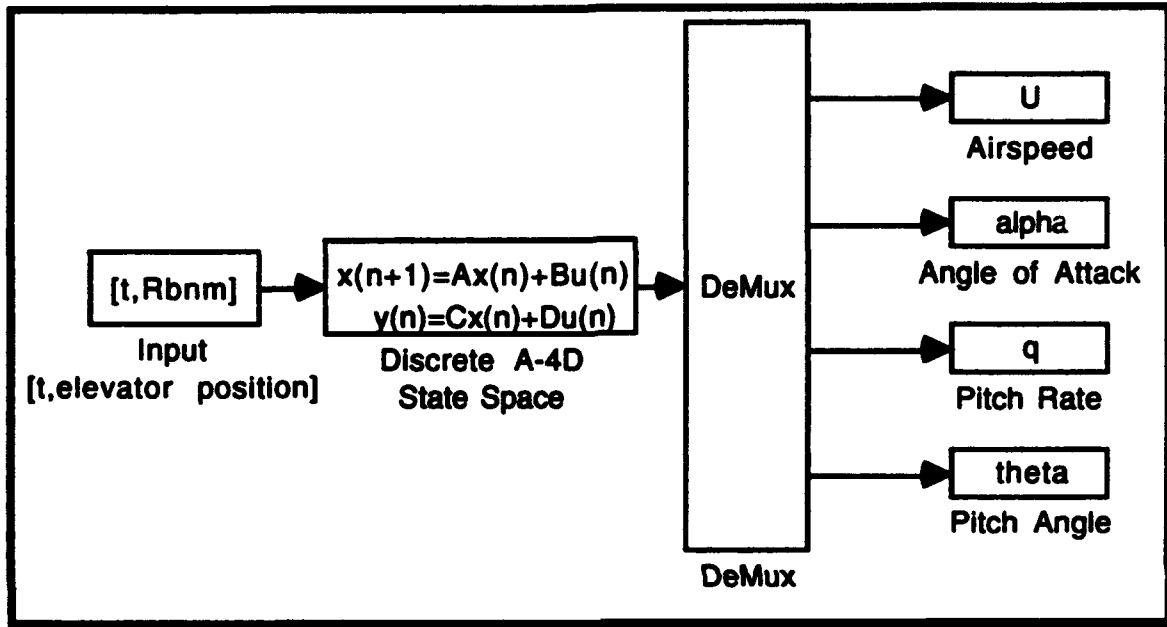 [t,Rbnm]
Input
[t,elevator position]
x(n+1)=Ax(n)+Bu(n)
y(n)=Cx(n)+Du(n)
Discrete A-4D
State Space
DeMux
DeMux
U
Airspeed
alpha
Angle of Attack
q
Pitch Rate
theta
Pitch Angle